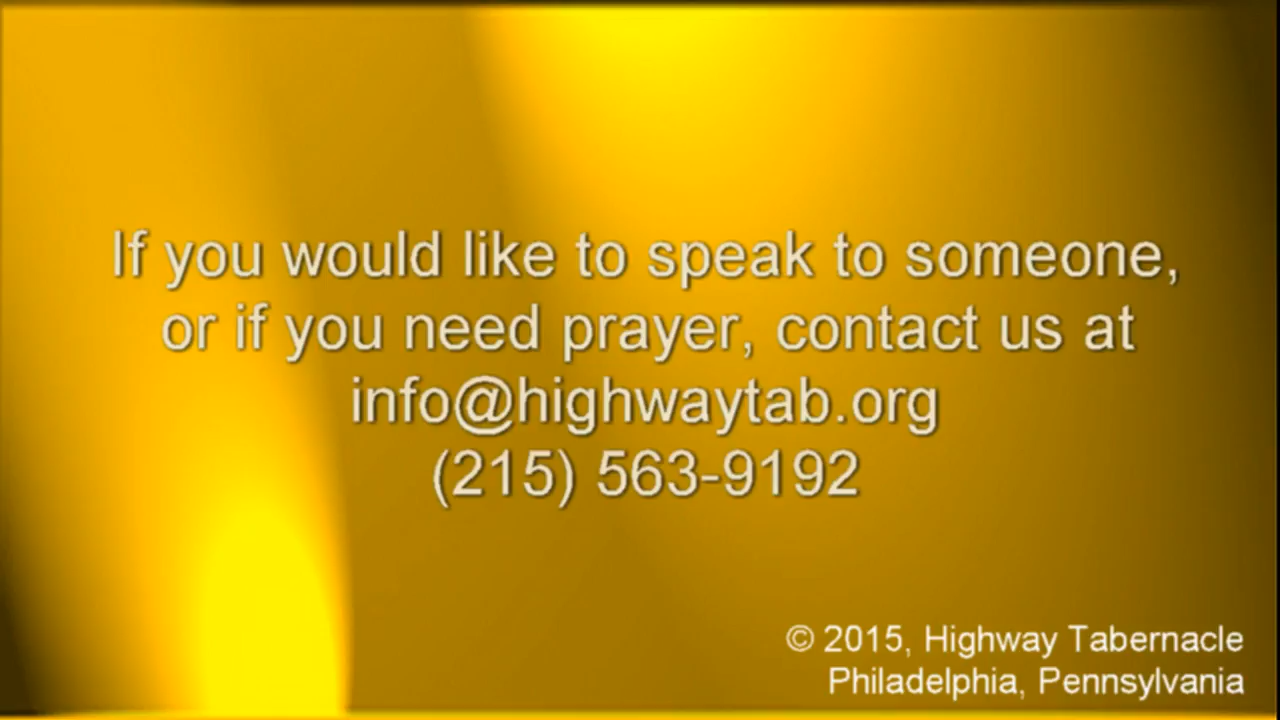 If you would like to speak to someone,
or if you need prayer, contact us at
info@highwaytab.org
(215) 563-9192
© 2015, Highway Tabernacle
Philadelphia, Pennsylvania